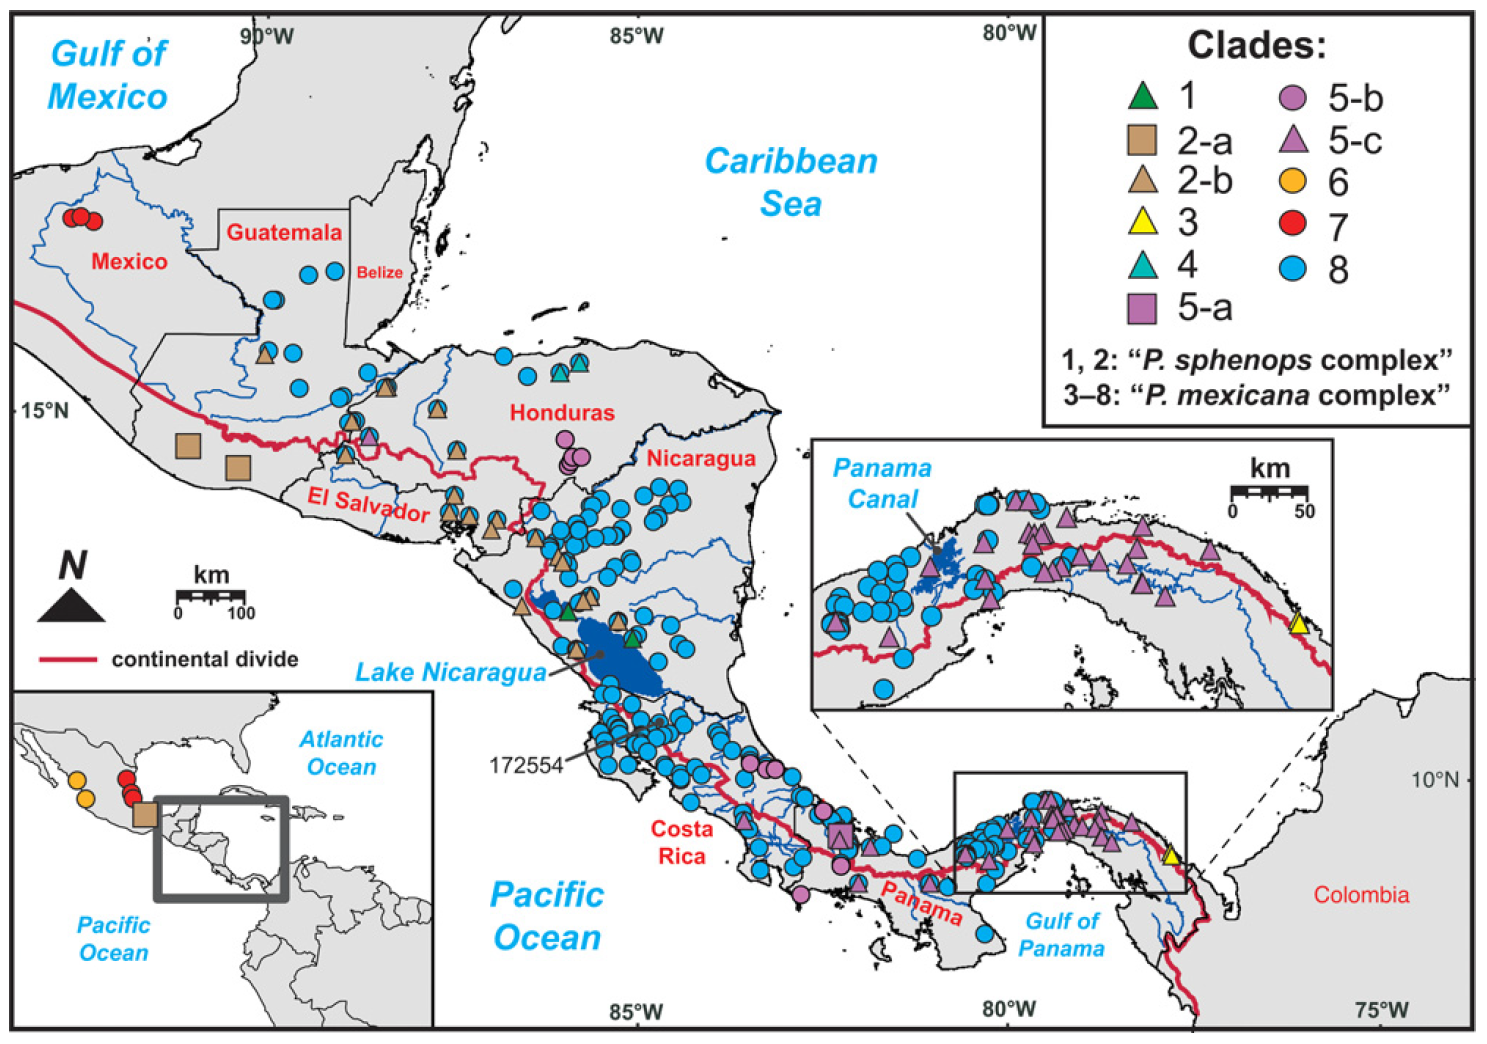 90°W
85°W
80°W
Gulf of
Mexico
Caribbean
Sea
Clades:
1
2-a
2-b
3
4
5-a
5-b
5-c
6
7
8
1, 2: “P. sphenops complex”
3–8: “P. mexicana complex”
Guatemala
Mexico
Belize
15°N
Honduras
Nicaragua
El Salvador
Panama
Canal
km
0
50
N
km
0
100
continental divide
Lake Nicaragua
172554
Atlantic
Ocean
Pacific
Ocean
Costa
Rica
Pacific
Ocean
Panama
Gulf of
Panama
Colombia
10°N
85°W
80°W
75°W